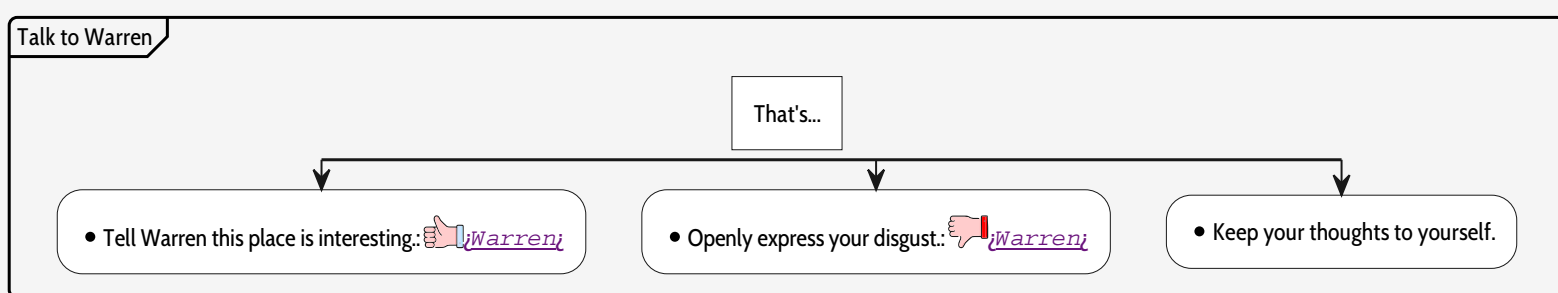 Talk to Warren
That's...
• Tell Warren this place is interesting.: ¿Warren¿
• Openly express your disgust.: ¿Warren¿
• Keep your thoughts to yourself.